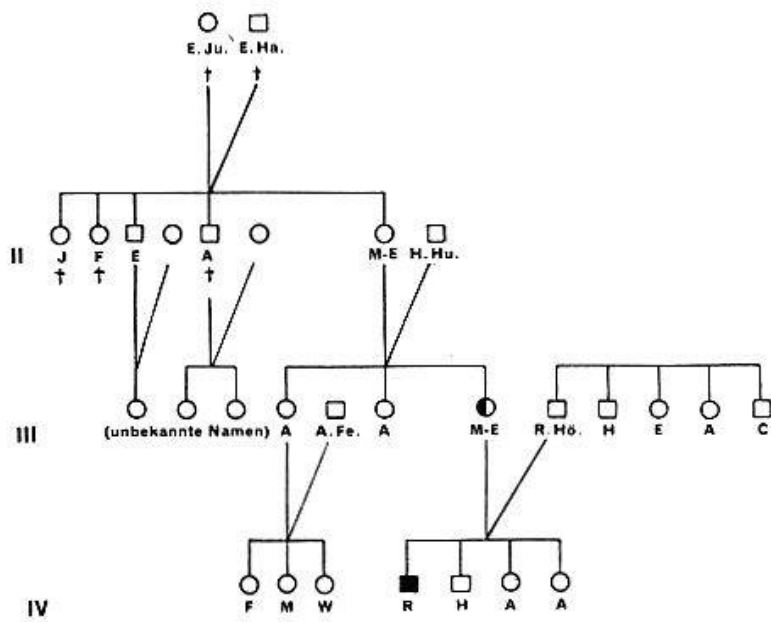 E. Ju. E. Ha.
† †
II
J F E A M-E H. Hu.
† † †
III
(unbekannte Namen) A A. Fe. A M-E R. Hö. H E A C
F M W R H A A
IV